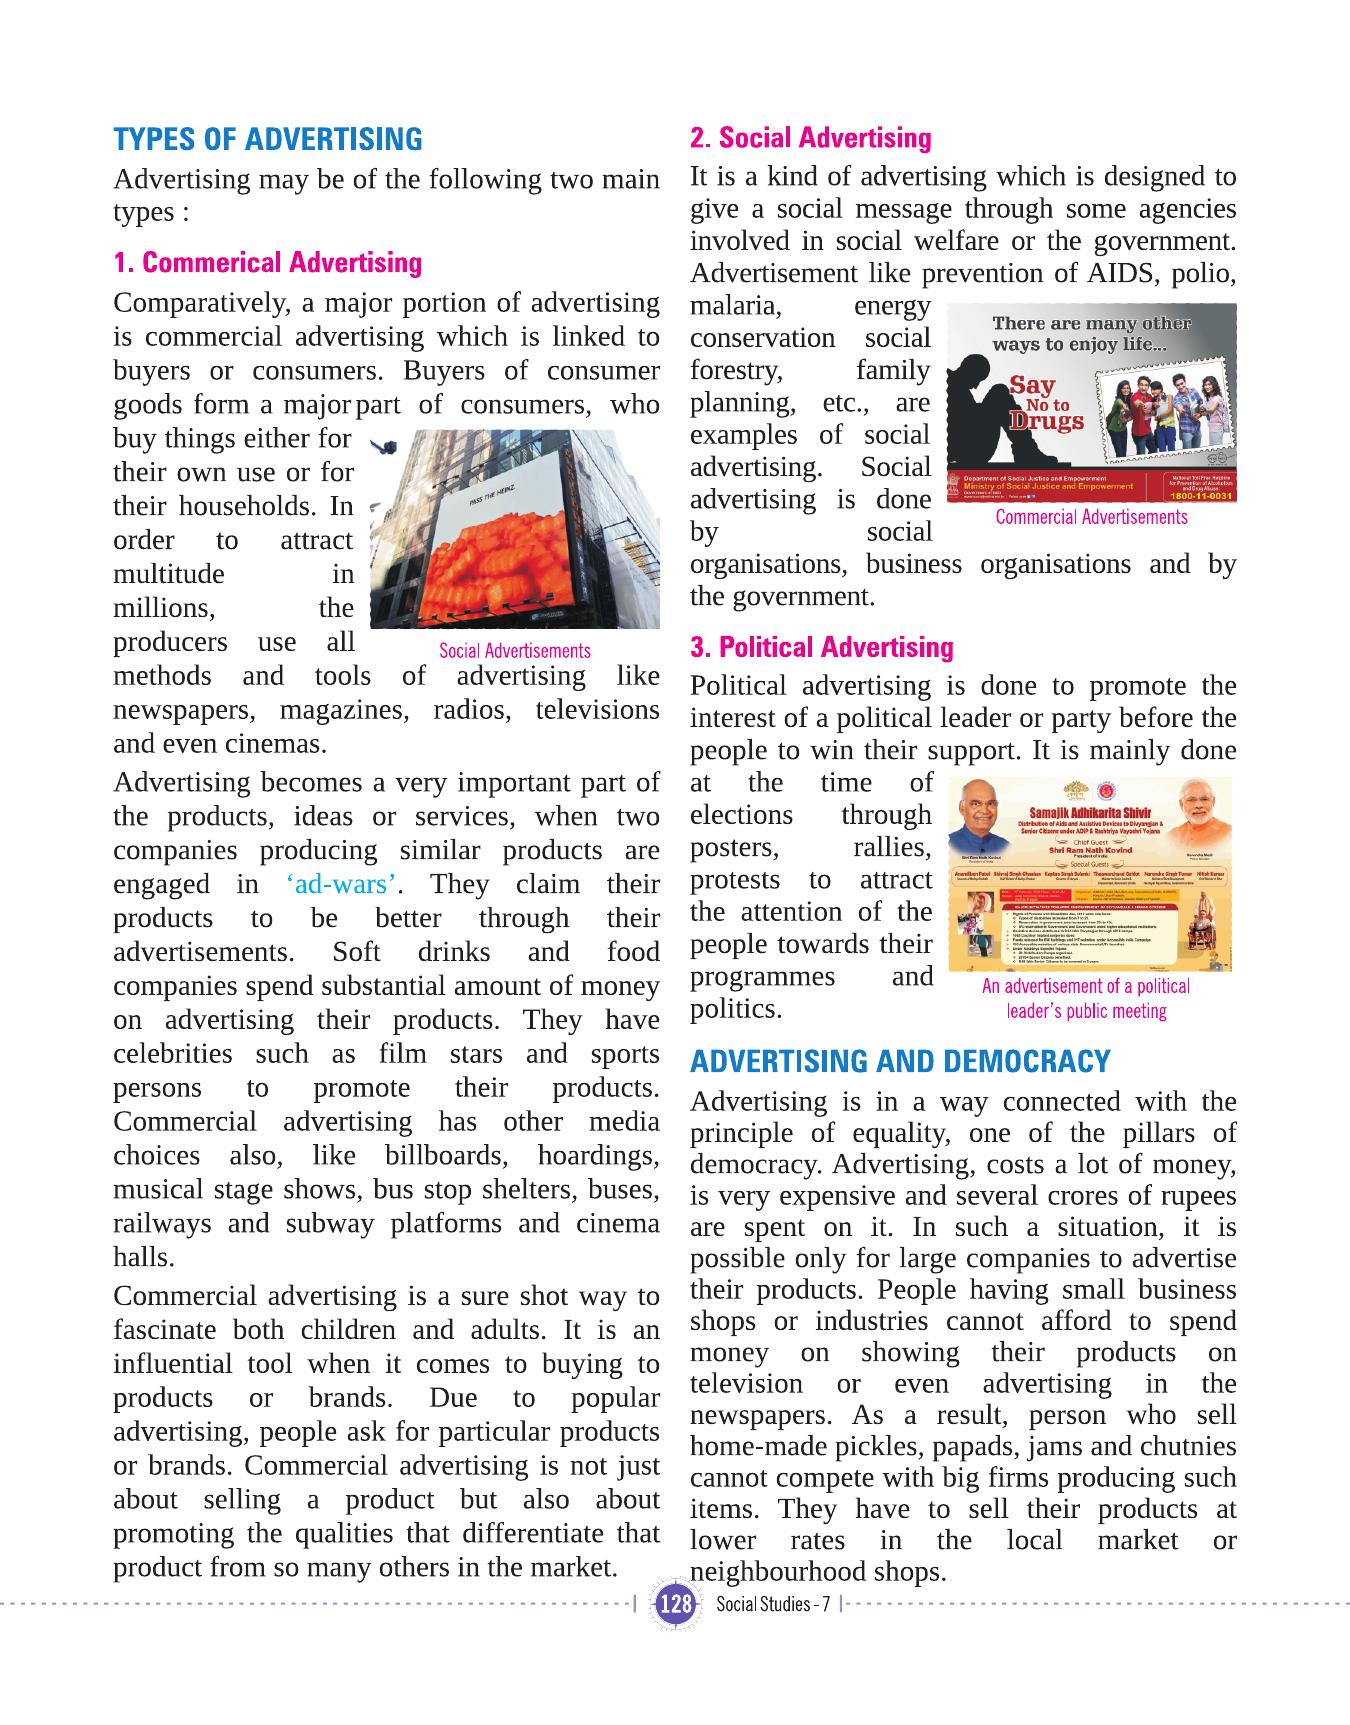 TYPES OF ADVERTISING
Advertising may be of the following two main
types :
1. Commerical Advertising
Comparatively, a major portion of advertising
is commercial advertising which is linked to
buyers or consumers. Buyers of consumer
goods form a major part of consumers, who
buy things either for
their own use or for
their households. In
order to attract
multitude in
millions, the
producers use all
PASS THE HEINZ.
Social Advertisements
methods and tools of advertising like
newspapers, magazines, radios, televisions
and even cinemas.
Advertising becomes a very important part of
the products, ideas or services, when two
companies producing similar products are
engaged in ‘ad-wars’. They claim their
products to be better through their
advertisements. Soft drinks and food
companies spend substantial amount of money
on advertising their products. They have
celebrities such as film stars and sports
persons to promote their products.
Commercial advertising has other media
choices also, like billboards, hoardings,
musical stage shows, bus stop shelters, buses,
railways and subway platforms and cinema
halls.
Commercial advertising is a sure shot way to
fascinate both children and adults. It is an
influential tool when it comes to buying to
products or brands. Due to popular
advertising, people ask for particular products
or brands. Commercial advertising is not just
about selling a product but also about
promoting the qualities that differentiate that
product from so many others in the market.
2. Social Advertising
It is a kind of advertising which is designed to
give a social message through some agencies
involved in social welfare or the government.
Advertisement like prevention of AIDS, polio,
malaria, energy
conservation social
forestry, family
planning, etc., are
examples of social
advertising. Social
advertising is done
by social
There are many other
ways to enjoy life...
Say
No to
Drugs
Department of Social Justice and Empowerment
Ministry of Social Justice and Empowerment
Government of India
National Toll Free Helpline
for Prevention of Alcoholism
and Drug Abuse:
1800-11-0031
Commercial Advertisements
organisations, business organisations and by
the government.
3. Political Advertising
Political advertising is done to promote the
interest of a political leader or party before the
people to win their support. It is mainly done
at the time of
elections through
posters, rallies,
protests to attract
the attention of the
people towards their
programmes and
politics.
Samajik Adhikarita Shivir
Distribution of Aids and Assistive Devices to Divyangjan &
Senior Citizens under ADIP & Rashtriya Vayoshri Yojana
Chief Guest
Shri Ram Nath Kovind
President of India
Special Guests
Shri Ram Nath Kovind
Narendra Modi
An advertisement of a political
leader’s public meeting
ADVERTISING AND DEMOCRACY
Advertising is in a way connected with the
principle of equality, one of the pillars of
democracy. Advertising, costs a lot of money,
is very expensive and several crores of rupees
are spent on it. In such a situation, it is
possible only for large companies to advertise
their products. People having small business
shops or industries cannot afford to spend
money on showing their products on
television or even advertising in the
newspapers. As a result, person who sell
home-made pickles, papads, jams and chutnies
cannot compete with big firms producing such
items. They have to sell their products at
lower rates in the local market or
neighbourhood shops.
128 Social Studies - 7